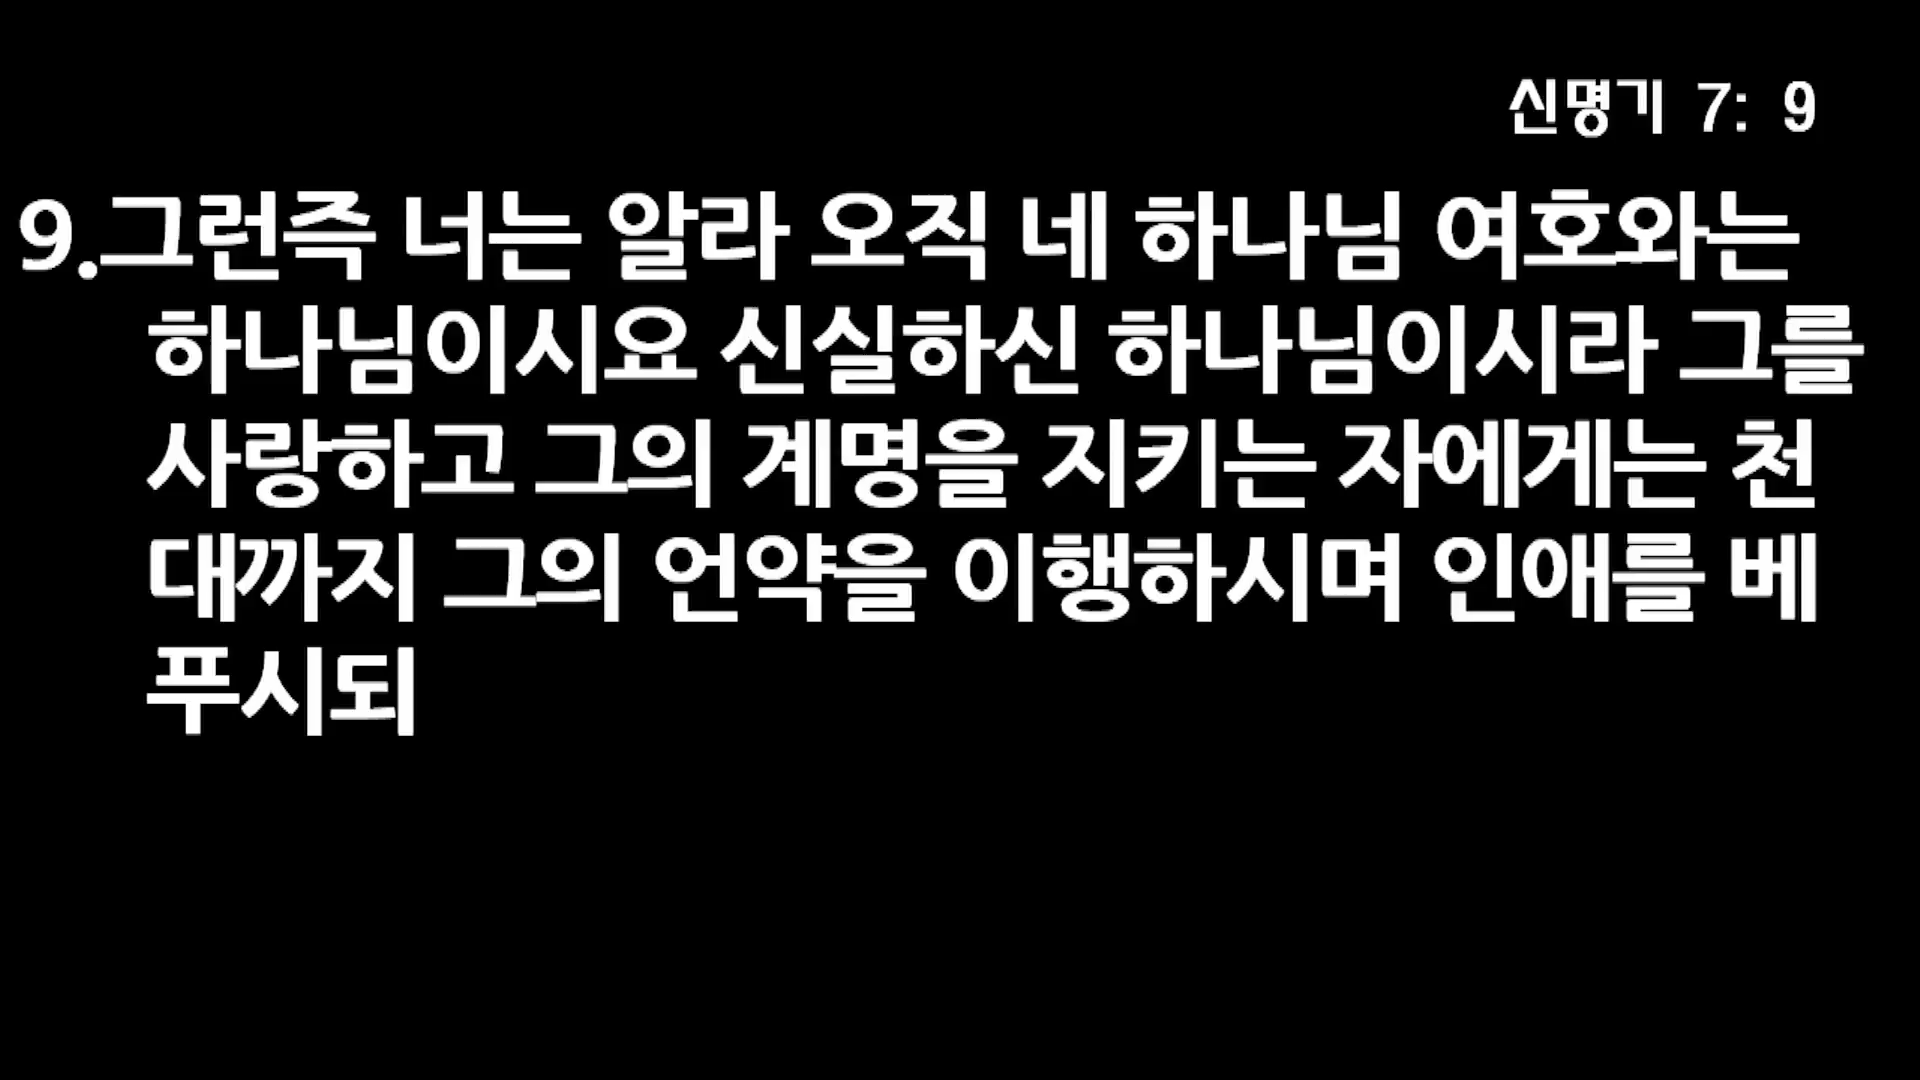 신명기 7: 9
9.그런즉 너는 알라 오직 네 하나님 여호와는
하나님이시요 신실하신 하나님이시라 그를
사랑하고 그의 계명을 지키는 자에게는 천
대까지 그의 언약을 이행하시며 인애를 베
푸시되